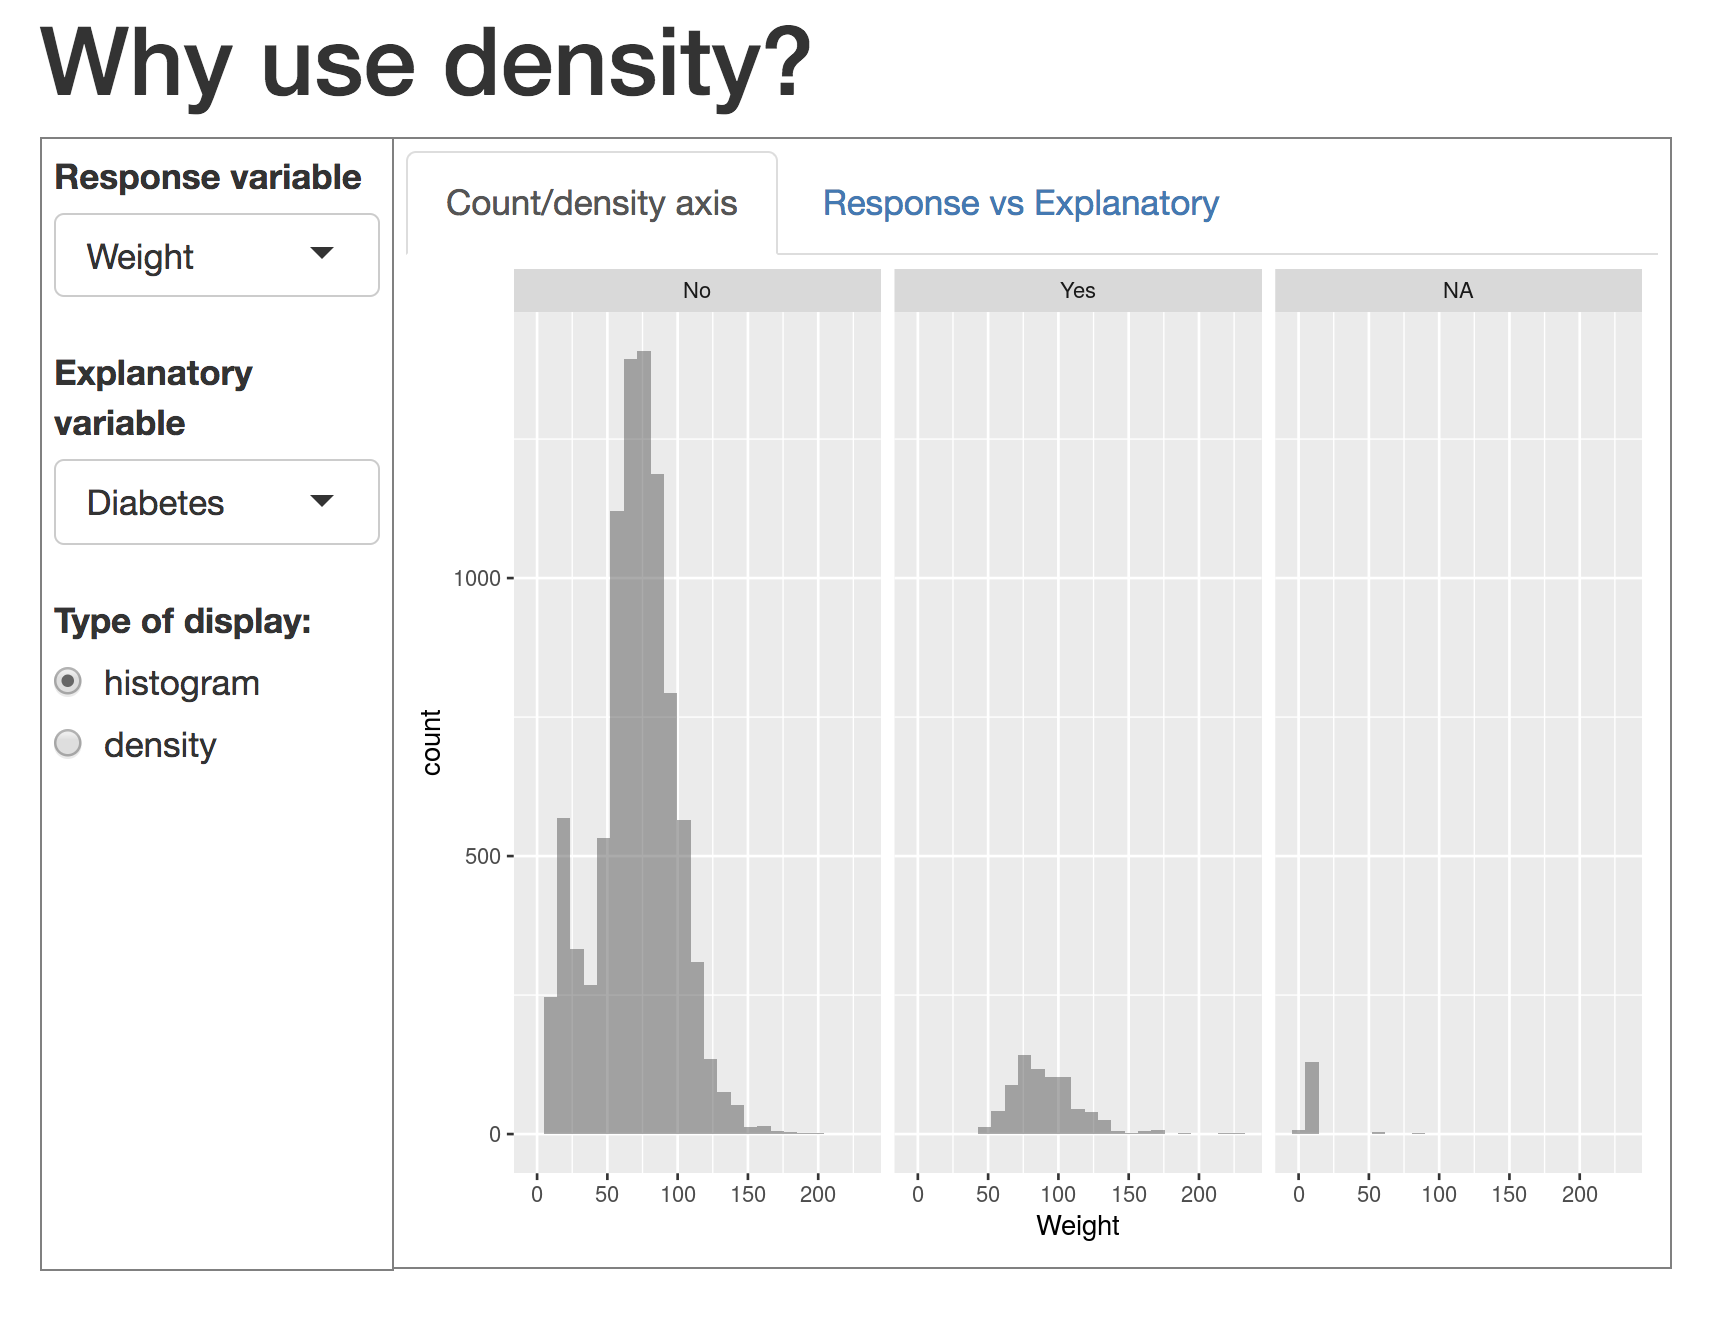 Why use density?
Response variable
Weight
Explanatory
variable
Diabetes
Type of display:
histogram
density
Count/density axis
Response vs Explanatory
No
Yes
NA
1000
500
0
count
0 50 100 150 200
0 50 100 150 200
0 50 100 150 200
Weight